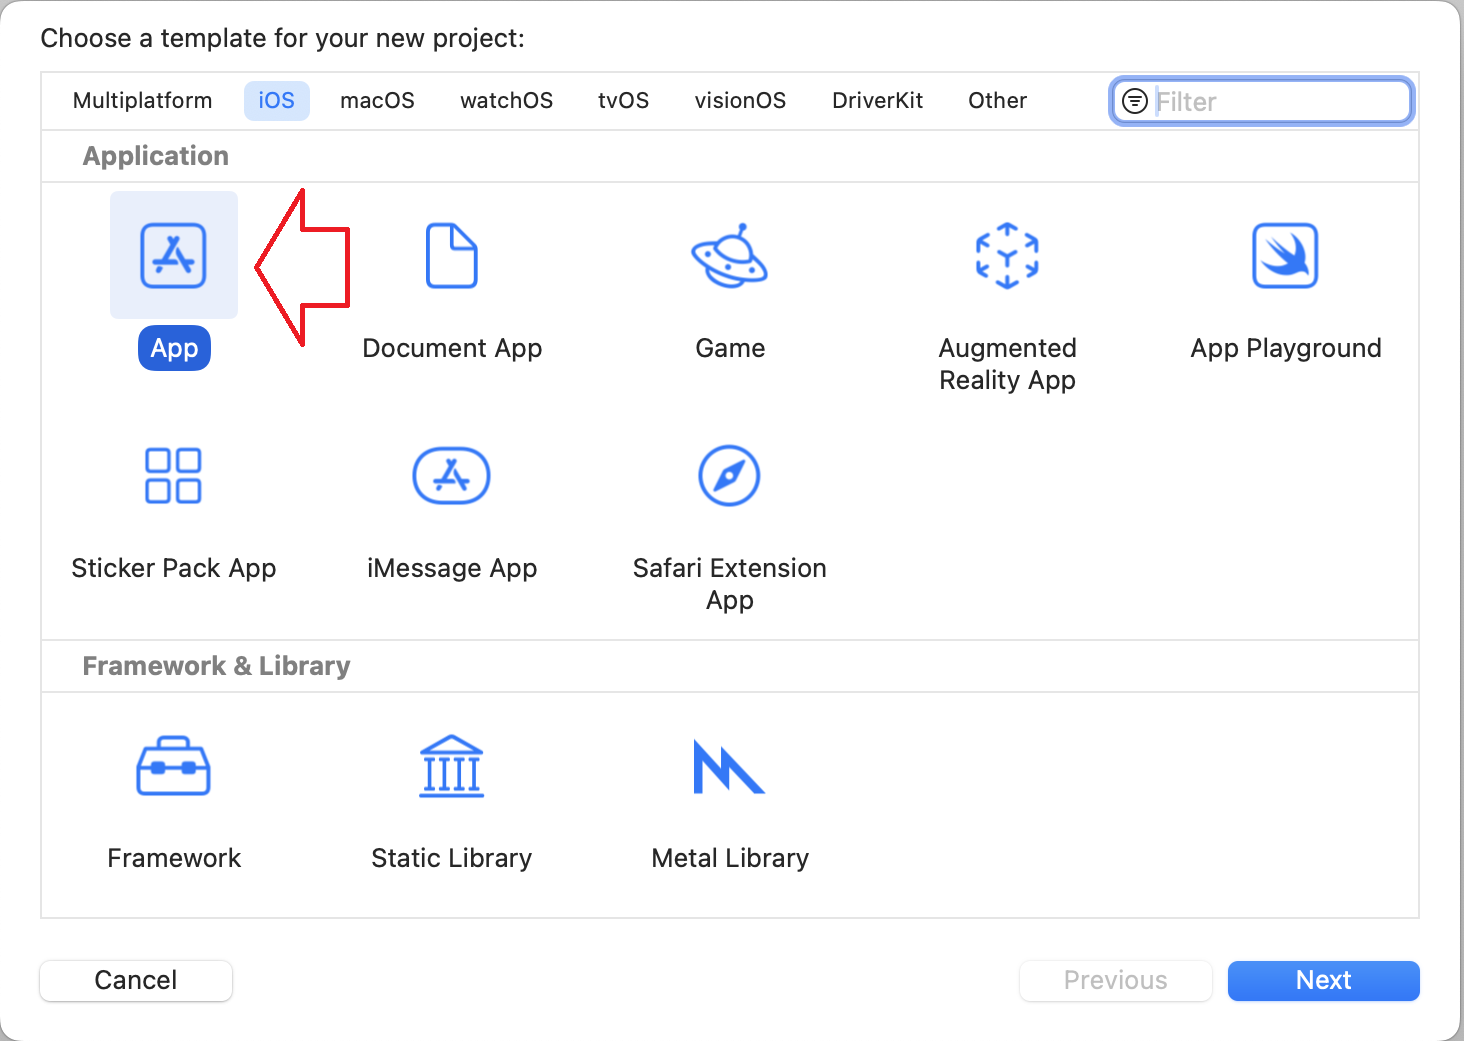 Choose a template for your new project:
Multiplatform iOS macOS watchOS tvOS visionOS DriverKit Other Filter
Application
App Document App Game Augmented Reality App App Playground
Sticker Pack App iMessage App Safari Extension App
Framework & Library
Framework Static Library Metal Library
Cancel Previous Next